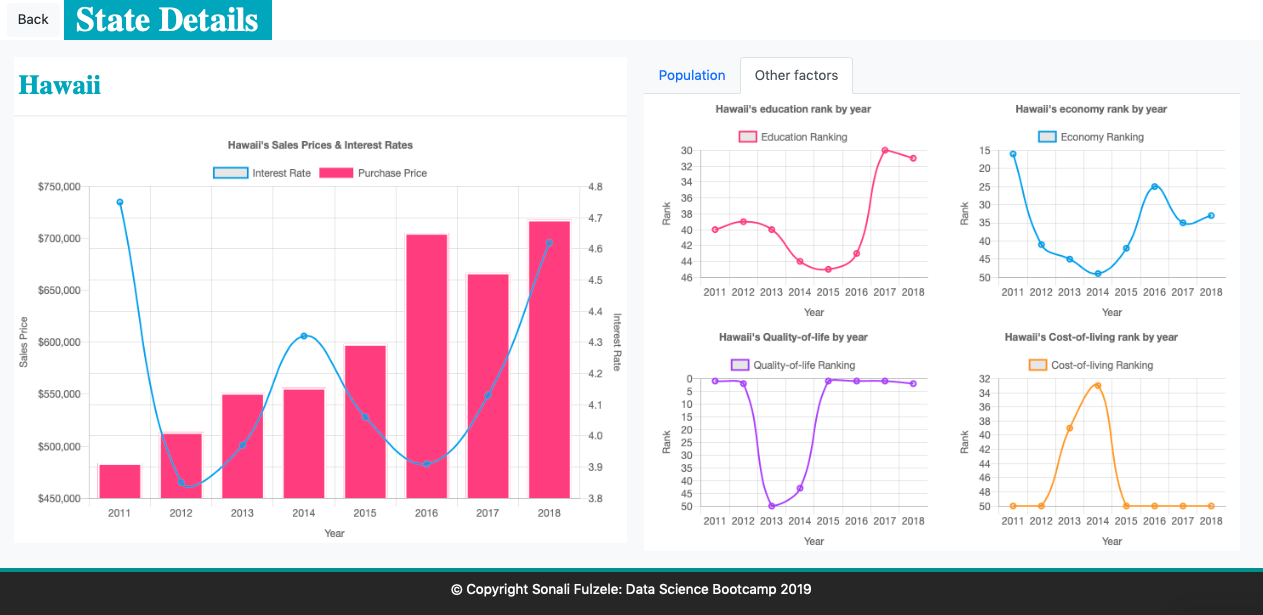 Back
State Details
Hawaii
Population
Other factors
Hawaii's Sales Prices & Interest Rates
Interest Rate Purchase Price
$750,000
$700,000
$650,000
$600,000
$550,000
$500,000
$450,000
Sales Price
4.8
4.7
4.6
4.5
4.4
4.3
4.2
4.1
4.0
3.9
3.8
Interest Rate
2011 2012 2013 2014 2015 2016 2017 2018
Year
Hawaii's education rank by year
Education Ranking
30
32
34
36
38
40
42
44
46
Rank
2011 2012 2013 2014 2015 2016 2017 2018
Year
Hawaii's economy rank by year
Economy Ranking
15
20
25
30
35
40
45
50
Rank
2011 2012 2013 2014 2015 2016 2017 2018
Year
Hawaii's Quality-of-life by year
Quality-of-life Ranking
0
5
10
15
20
25
30
35
40
45
50
Rank
2011 2012 2013 2014 2015 2016 2017 2018
Year
Hawaii's Cost-of-living rank by year
Cost-of-living Ranking
32
34
36
38
40
42
44
46
48
50
Rank
2011 2012 2013 2014 2015 2016 2017 2018
Year
© Copyright Sonali Fulzele: Data Science Bootcamp 2019